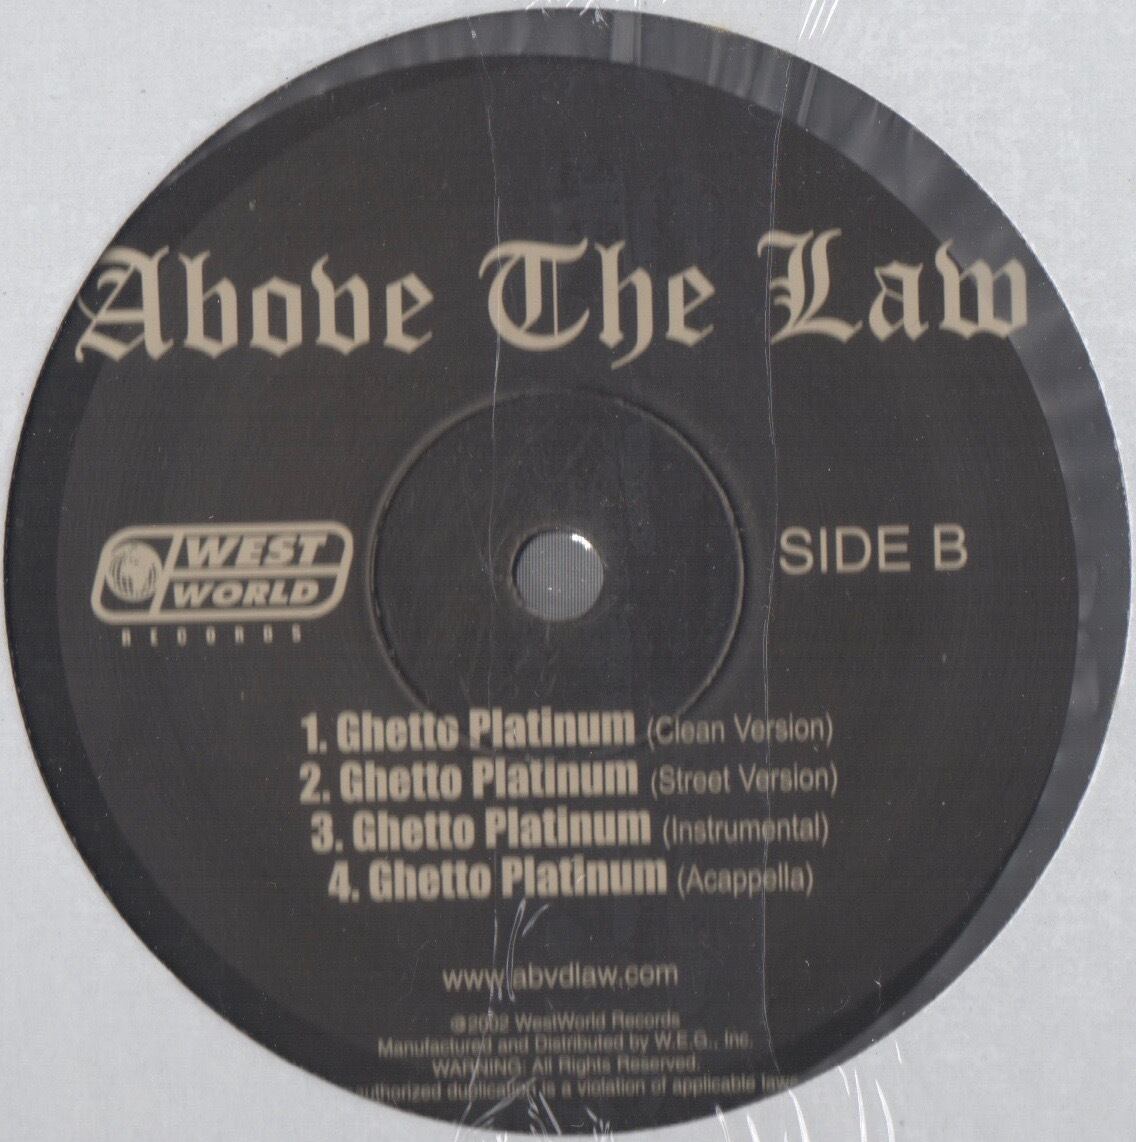 Above The Law
WEST
WORLD
RECORDS
SIDE B
1. Ghetto Platinum (Clean Version)
2. Ghetto Platinum (Street Version)
3. Ghetto Platinum (Instrumental)
4. Ghetto Platinum (Acappella)
www.abvdlaw.com
©2002 WestWorld Records
Manufactured and Distributed by W.E.G., Inc.
WARNING: All Rights Reserved.
authorized duplication is a violation of applicable laws